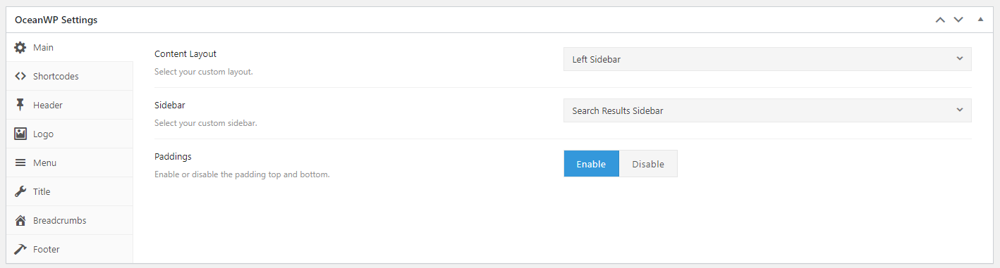 OceanWP Settings
Main
Shortcodes
Header
Logo
Menu
Title
Breadcrumbs
Footer
Content Layout
Select your custom layout.
Left Sidebar
Sidebar
Select your custom sidebar.
Search Results Sidebar
Paddings
Enable or disable the padding top and bottom.
Enable
Disable